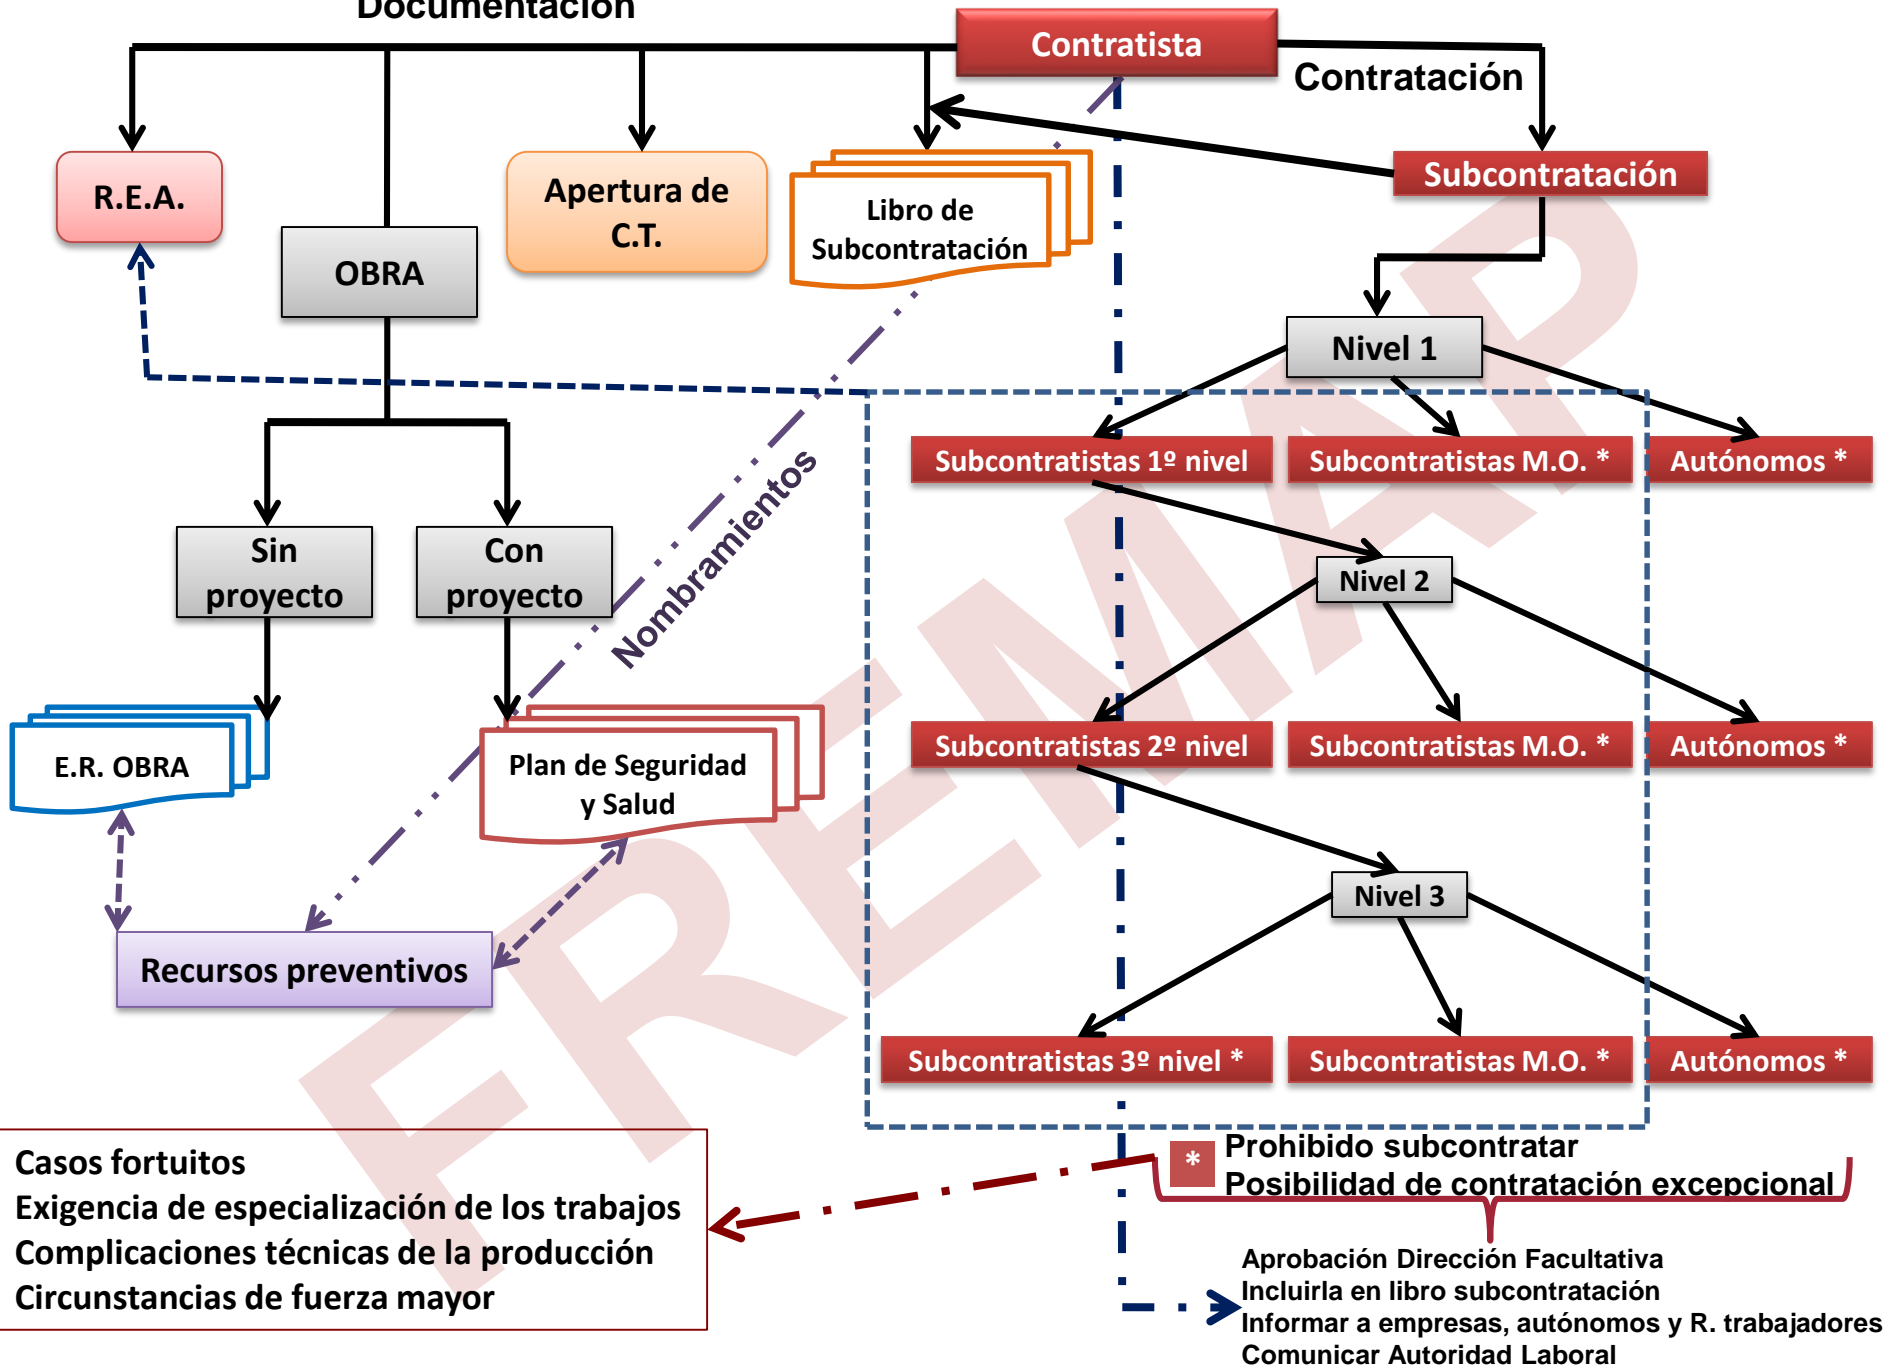 Documentación
Contratista
Contratación
R.E.A.
OBRA
Apertura de
C.T.
Libro de
Subcontratación
Subcontratación
Nivel 1
Subcontratistas 1º nivel
Subcontratistas M.O. *
Autónomos *
Sin
proyecto
Con
proyecto
Nombramientos
Nivel 2
Subcontratistas 2º nivel
Subcontratistas M.O. *
Autónomos *
E.R. OBRA
Plan de Seguridad
y Salud
Nivel 3
Recursos preventivos
Subcontratistas 3º nivel *
Subcontratistas M.O. *
Autónomos *
* Prohibido subcontratar
Posibilidad de contratación excepcional
Casos fortuitos
Exigencia de especialización de los trabajos
Complicaciones técnicas de la producción
Circunstancias de fuerza mayor
Aprobación Dirección Facultativa
Incluirla en libro subcontratación
Informar a empresas, autónomos y R. trabajadores
Comunicar Autoridad Laboral
FREMAP